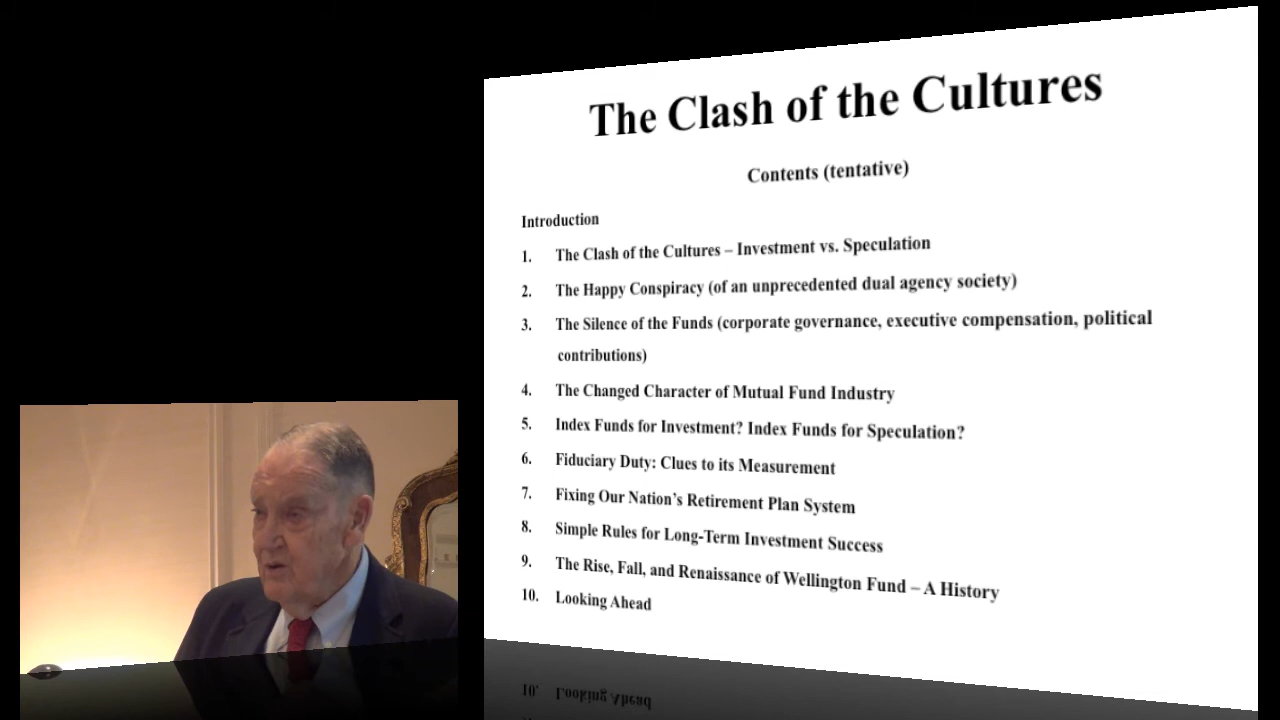 The Clash of the Cultures
Contents (tentative)
Introduction
1. The Clash of the Cultures – Investment vs. Speculation
2. The Happy Conspiracy (of an unprecedented dual agency society)
3. The Silence of the Funds (corporate governance, executive compensation, political
contributions)
4. The Changed Character of Mutual Fund Industry
5. Index Funds for Investment? Index Funds for Speculation?
6. Fiduciary Duty: Clues to its Measurement
7. Fixing Our Nation’s Retirement Plan System
8. Simple Rules for Long-Term Investment Success
9. The Rise, Fall, and Renaissance of Wellington Fund – A History
10. Looking Ahead